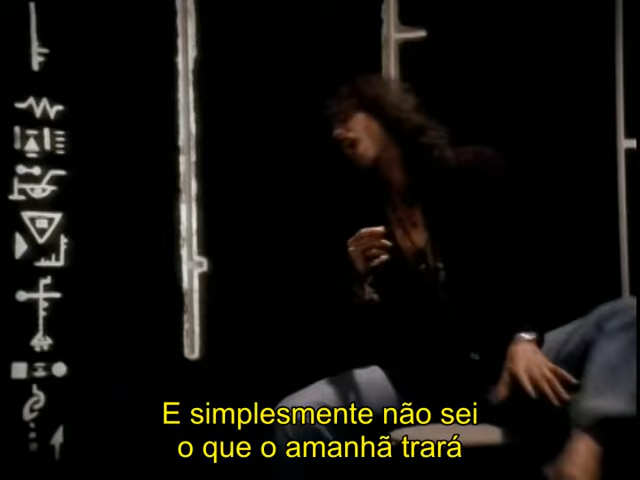 E simplesmente não sei
o que o amanhã trará